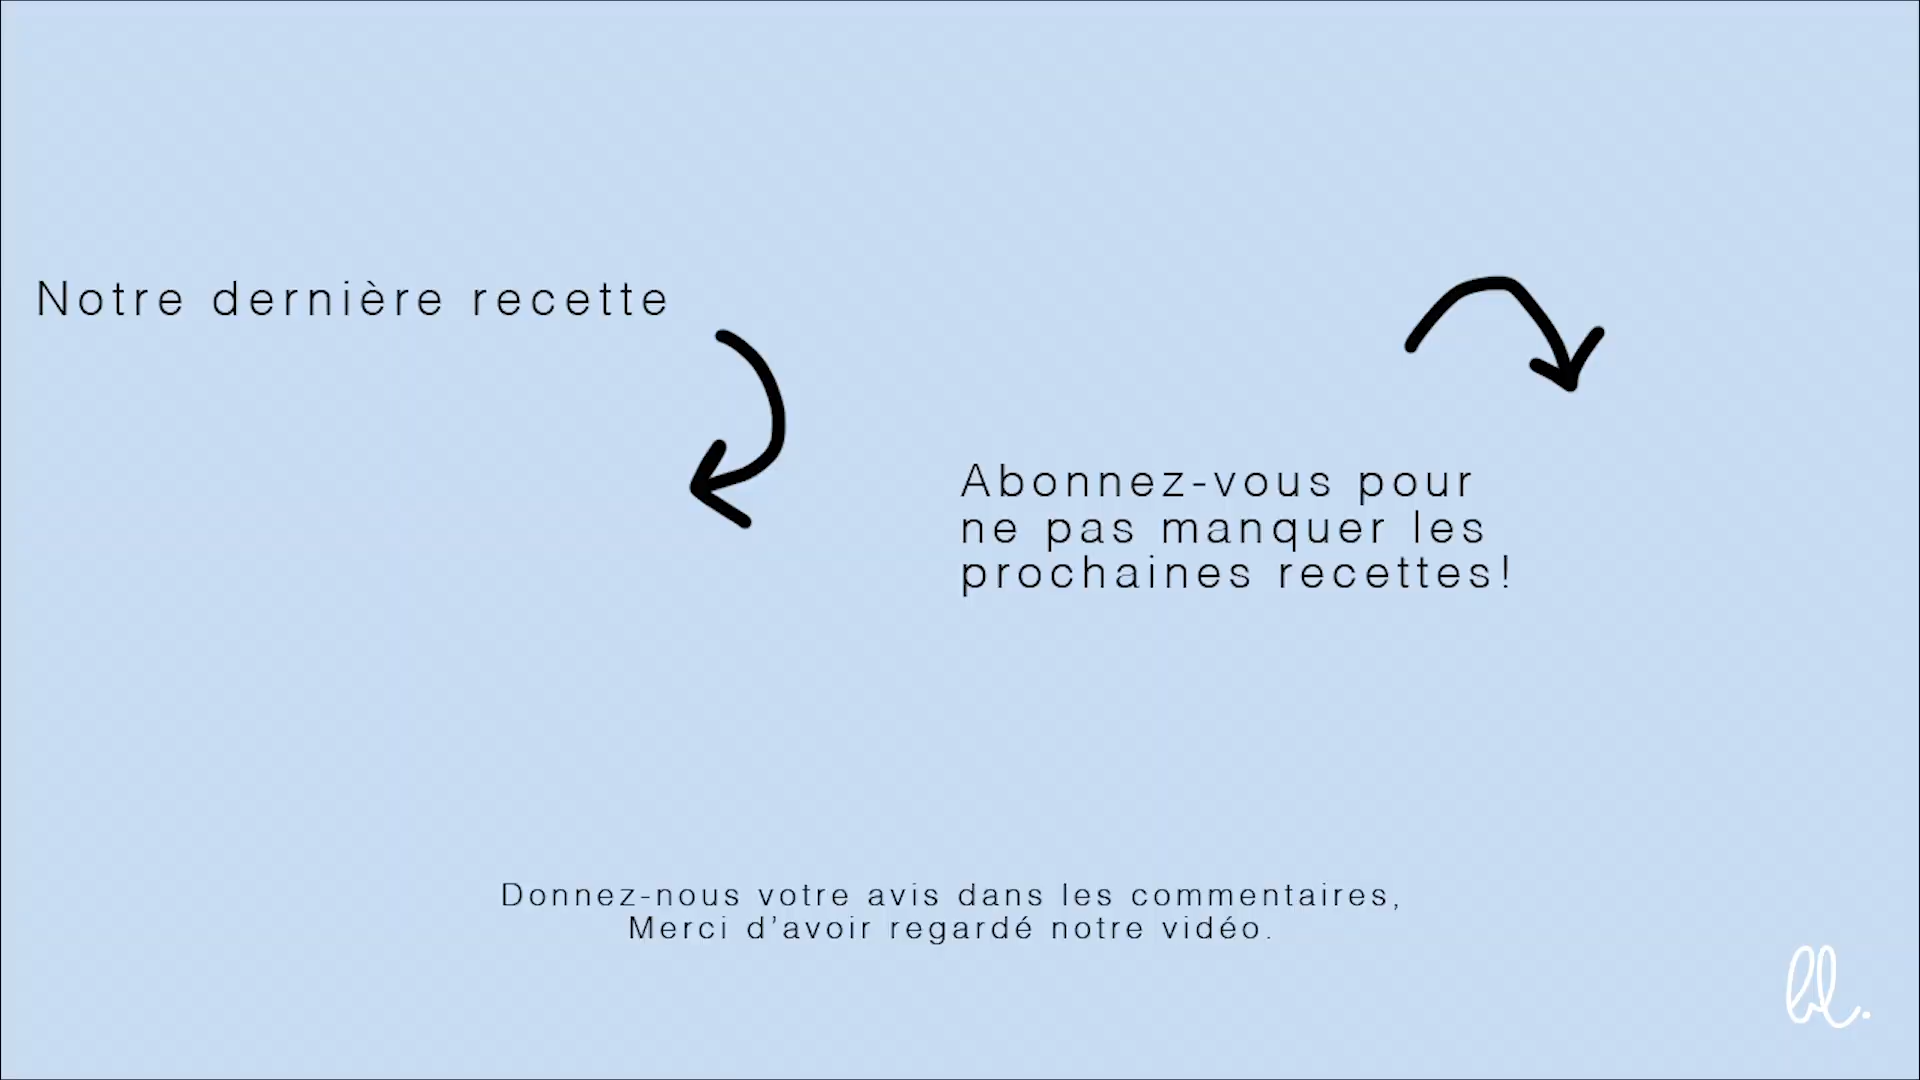 Notre dernière recette
Abonnez-vous pour
ne pas manquer les
prochaines recettes!
Donnez-nous votre avis dans les commentaires,
Merci d’avoir regardé notre vidéo.